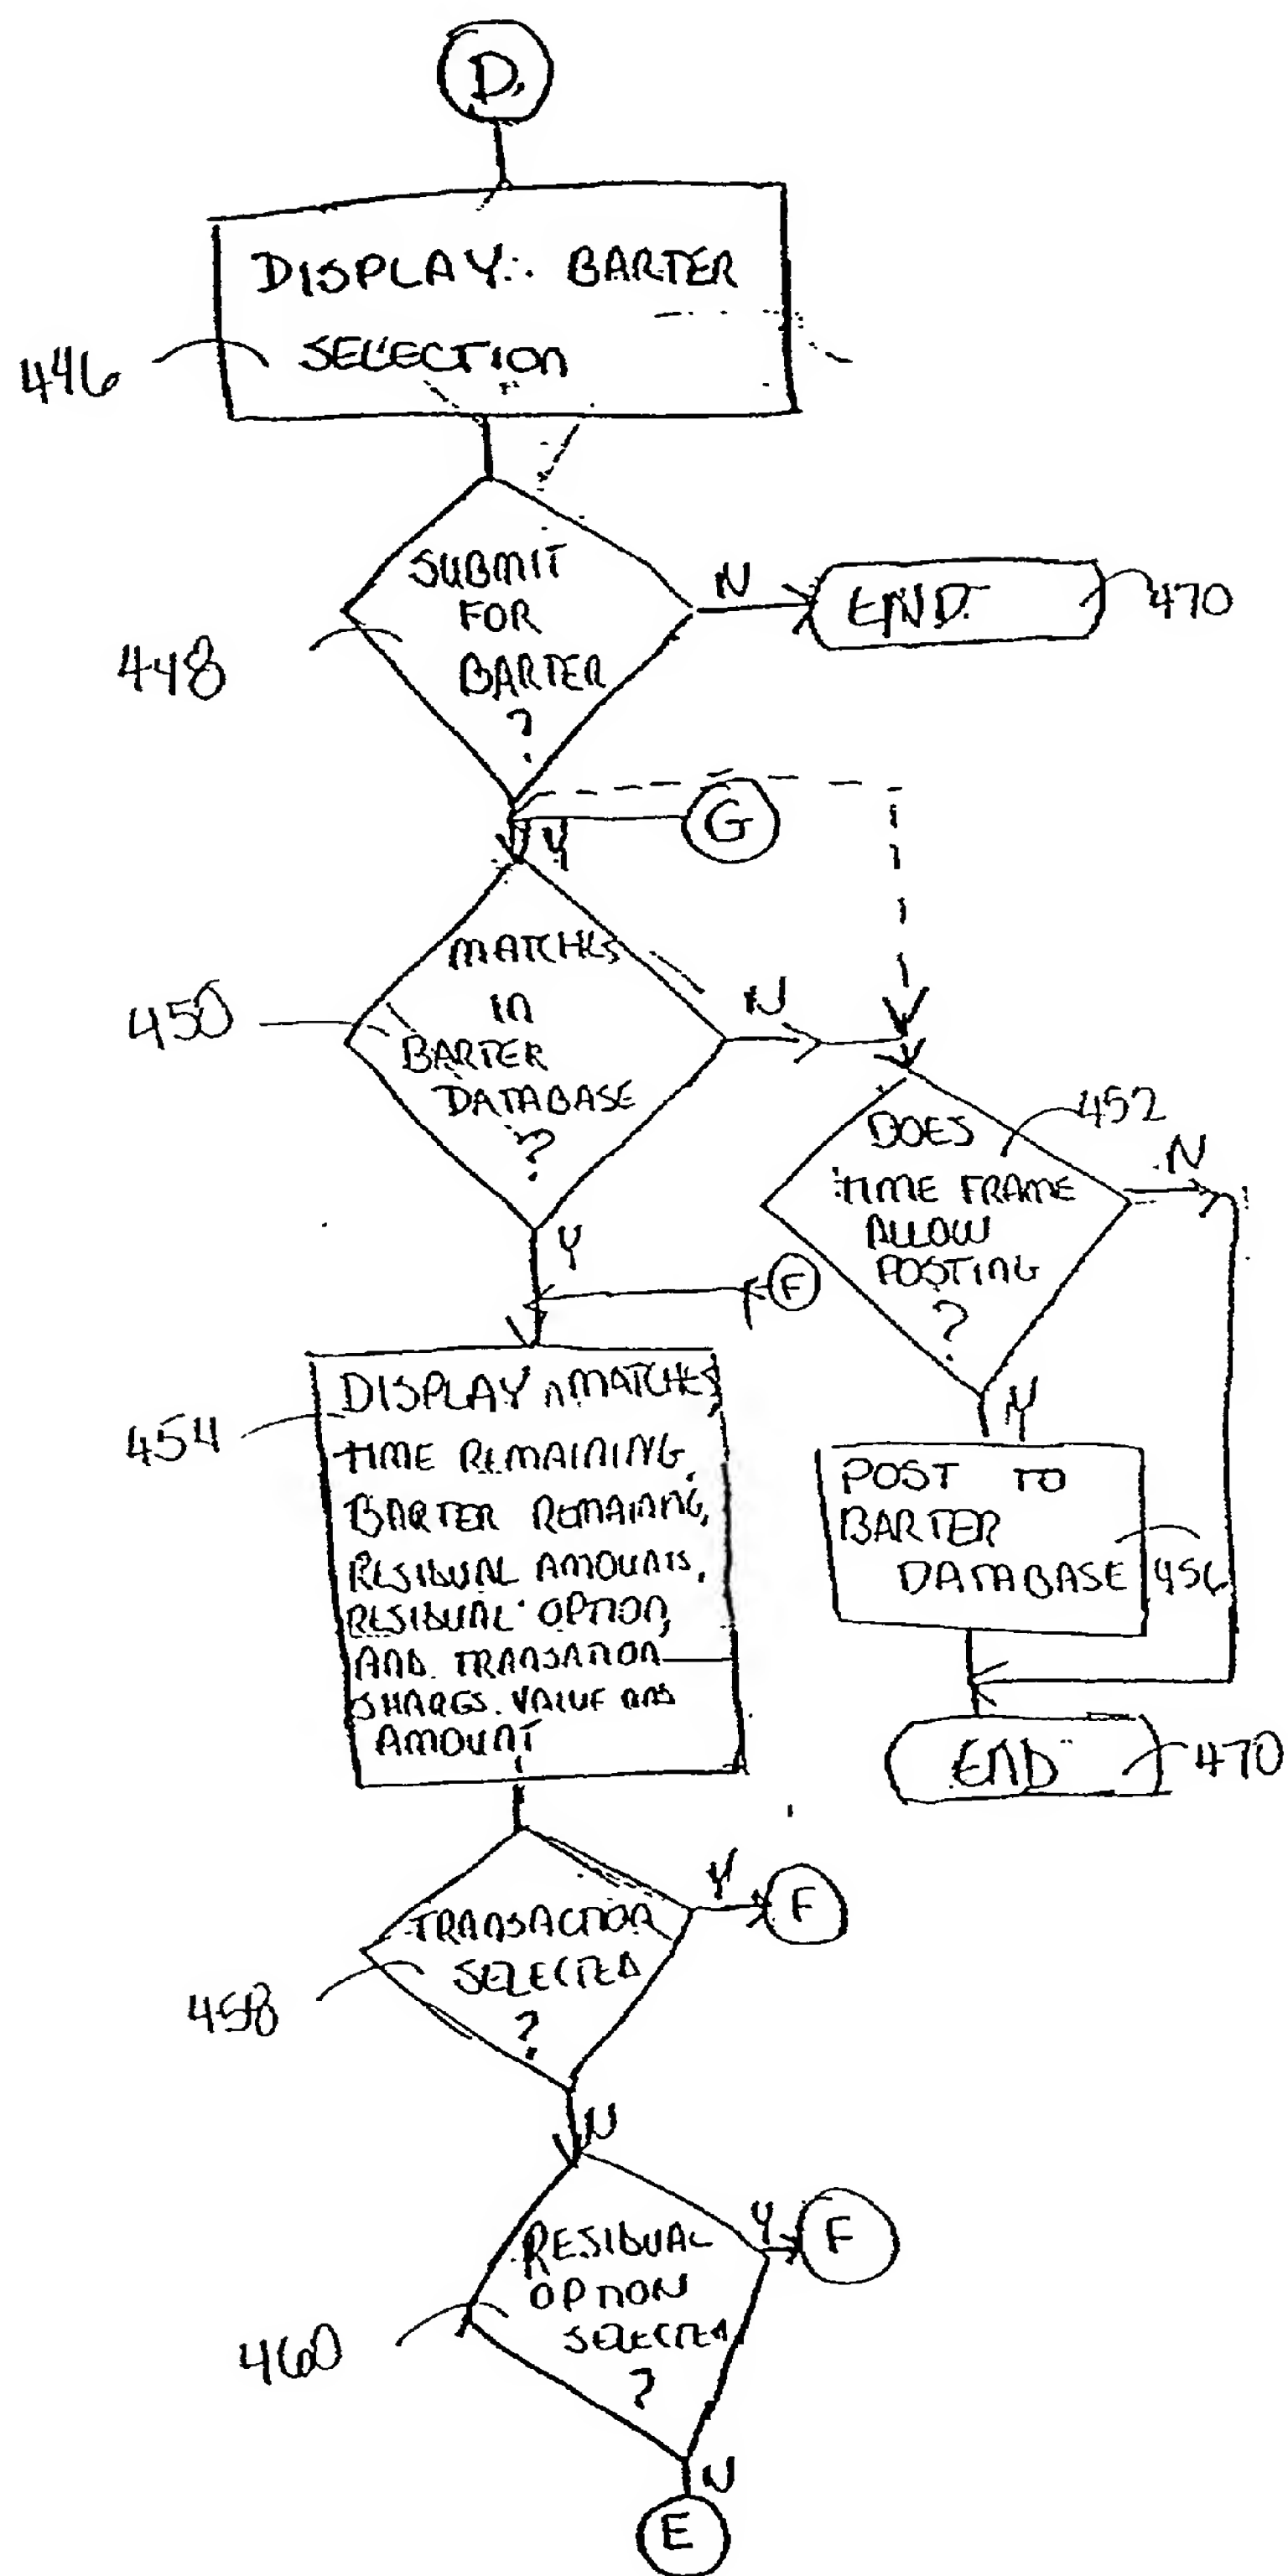 D.
DISPLAY: BARTER
SELECTION
446
SUBMIT
FOR
BARTER
?
448
N
END.
470
G
Y
MATCHES
IN
BARTER
DATABASE
?
450
N
DOES
TIME FRAME
ALLOW
POSTING
?
452
N
Y
F
Y
DISPLAY MATCHES
TIME REMAINING,
BARTER REMAINING,
RESIDUAL AMOUNTS,
RESIDUAL OPTION,
AND TRANSATION
VALUE
AMOUNT
454
POST TO
BARTER
DATABASE
456
END
470
TRANSACTION
SELECTED
?
458
Y
F
N
RESIDUAL
OPTION
SELECTED
?
460
Y
F
N
E